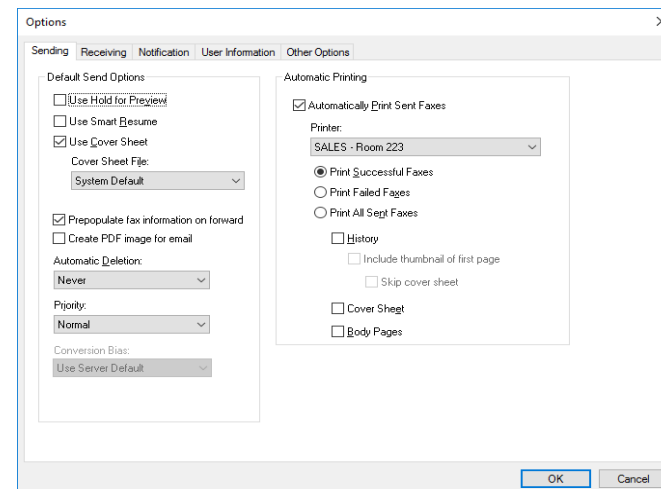 Options
Sending Receiving Notification User Information Other Options
Default Send Options
Use Hold for Preview
Use Smart Resume
Use Cover Sheet
Cover Sheet File:
System Default
Prepopulate fax information on forward
Create PDF image for email
Automatic Deletion:
Never
Priority:
Normal
Conversion Bias:
Use Server Default
Automatic Printing
Automatically Print Sent Faxes
Printer:
SALES - Room 223
Print Successful Faxes
Print Failed Faxes
Print All Sent Faxes
History
Include thumbnail of first page
Skip cover sheet
Cover Sheet
Body Pages
OK Cancel